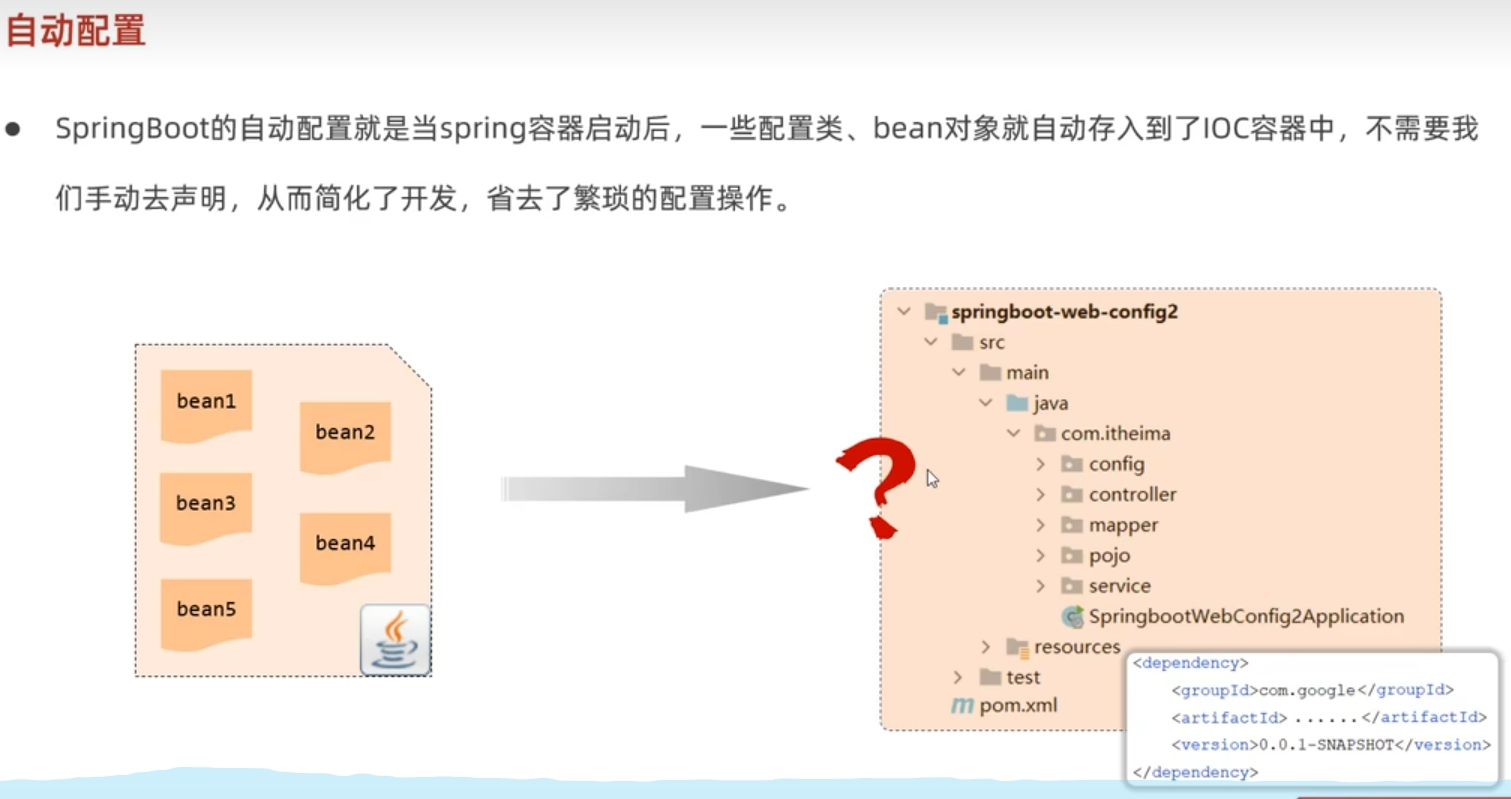 自动配置
SpringBoot的自动配置就是当spring容器启动后，一些配置类、bean对象就自动存入到了IOC容器中，不需要我
们手动去声明，从而简化了开发，省去了繁琐的配置操作。
bean1
bean2
bean3
bean4
bean5
?
springboot-web-config2
src
main
java
com.itheima
config
controller
mapper
pojo
service
SpringbootWebConfig2Application
resources
test
pom.xml
<dependency>
<groupId>com.google</groupId>
<artifactId>......</artifactId>
<version>0.0.1-SNAPSHOT</version>
</dependency>